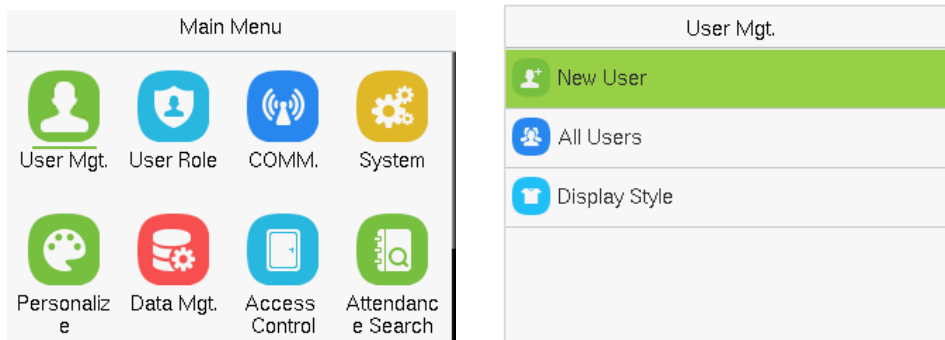 Main Menu
User Mgt.
User Role
COMM.
System
Personaliz
e
Data Mgt.
Access
Control
Attendanc
e Search
User Mgt.
New User
All Users
Display Style